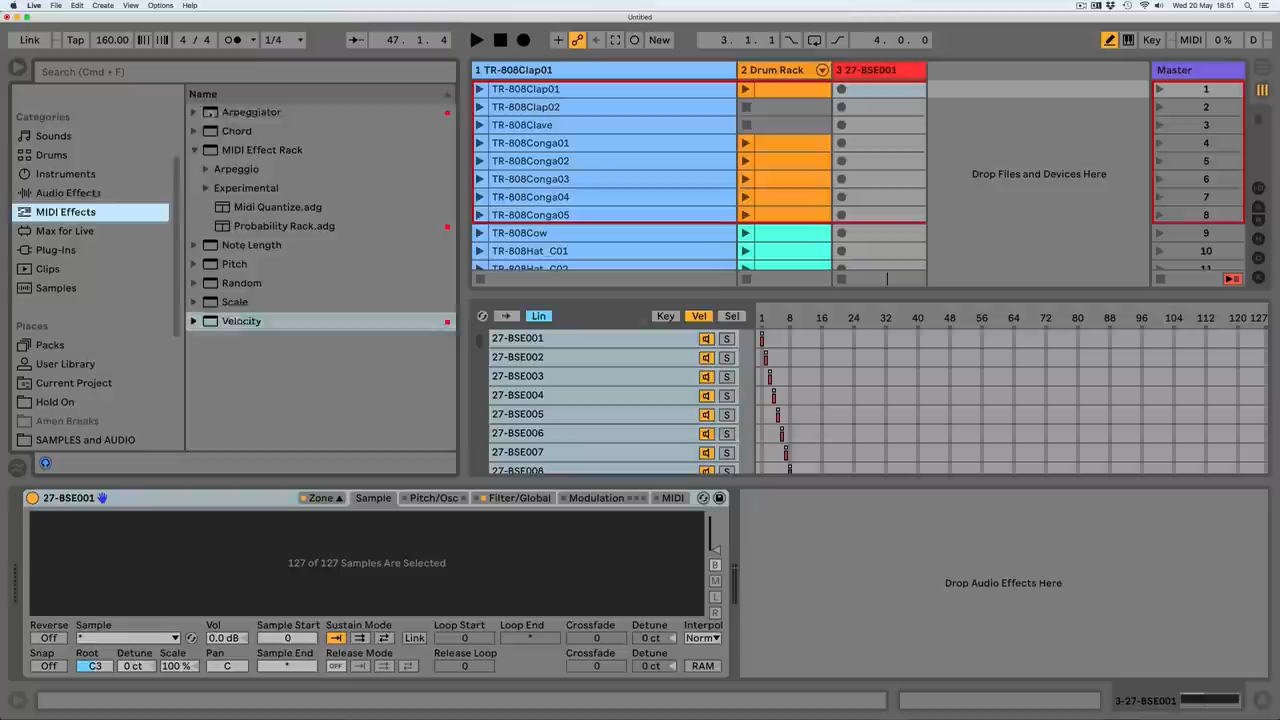 Live File Edit Create View Options Help Wed 20 May 18:51
Untitled
Link Tap 160.00 4 / 4 1/4 47. 1. 4 New 3. 1. 1 4. 0. 0 Key MIDI 0 % D
Search (Cmd + F)
Categories
Sounds
Drums
Instruments
Audio Effects
MIDI Effects
Max for Live
Plug-Ins
Clips
Samples
Places
Packs
User Library
Current Project
Hold On
Amen Breaks
SAMPLES and AUDIO
Name
Arpeggiator
Chord
MIDI Effect Rack
Arpeggio
Experimental
Midi Quantize.adg
Probability Rack.adg
Note Length
Pitch
Random
Scale
Velocity
1 TR-808Clap01 2 Drum Rack 3 27-BSE001 Master
TR-808Clap01 1
TR-808Clap02 2
TR-808Clave 3
TR-808Conga01 4
TR-808Conga02 5
TR-808Conga03 6
TR-808Conga04 7
TR-808Conga05 8
TR-808Cow 9
TR-808Hat_C01 10
TR-808Hat_C02 11
Drop Files and Devices Here
Lin Key Vel Sel 1 8 16 24 32 40 48 56 64 72 80 88 96 104 112 120 127
27-BSE001 S
27-BSE002 S
27-BSE003 S
27-BSE004 S
27-BSE005 S
27-BSE006 S
27-BSE007 S
27-BSE008 S
27-BSE001 Zone Sample Pitch/Osc Filter/Global Modulation MIDI
127 of 127 Samples Are Selected
B
M
L
R
Drop Audio Effects Here
Reverse Sample Vol Sample Start Sustain Mode Loop Start Loop End Crossfade Detune Interpol
Off * 0.0 dB 0 Link 0 * 0 0 ct Norm
Snap Root Detune Scale Pan Sample End Release Mode Release Loop Crossfade Detune
Off C3 0 ct 100 % C * OFF 0 0 0 ct RAM
3-27-BSE001